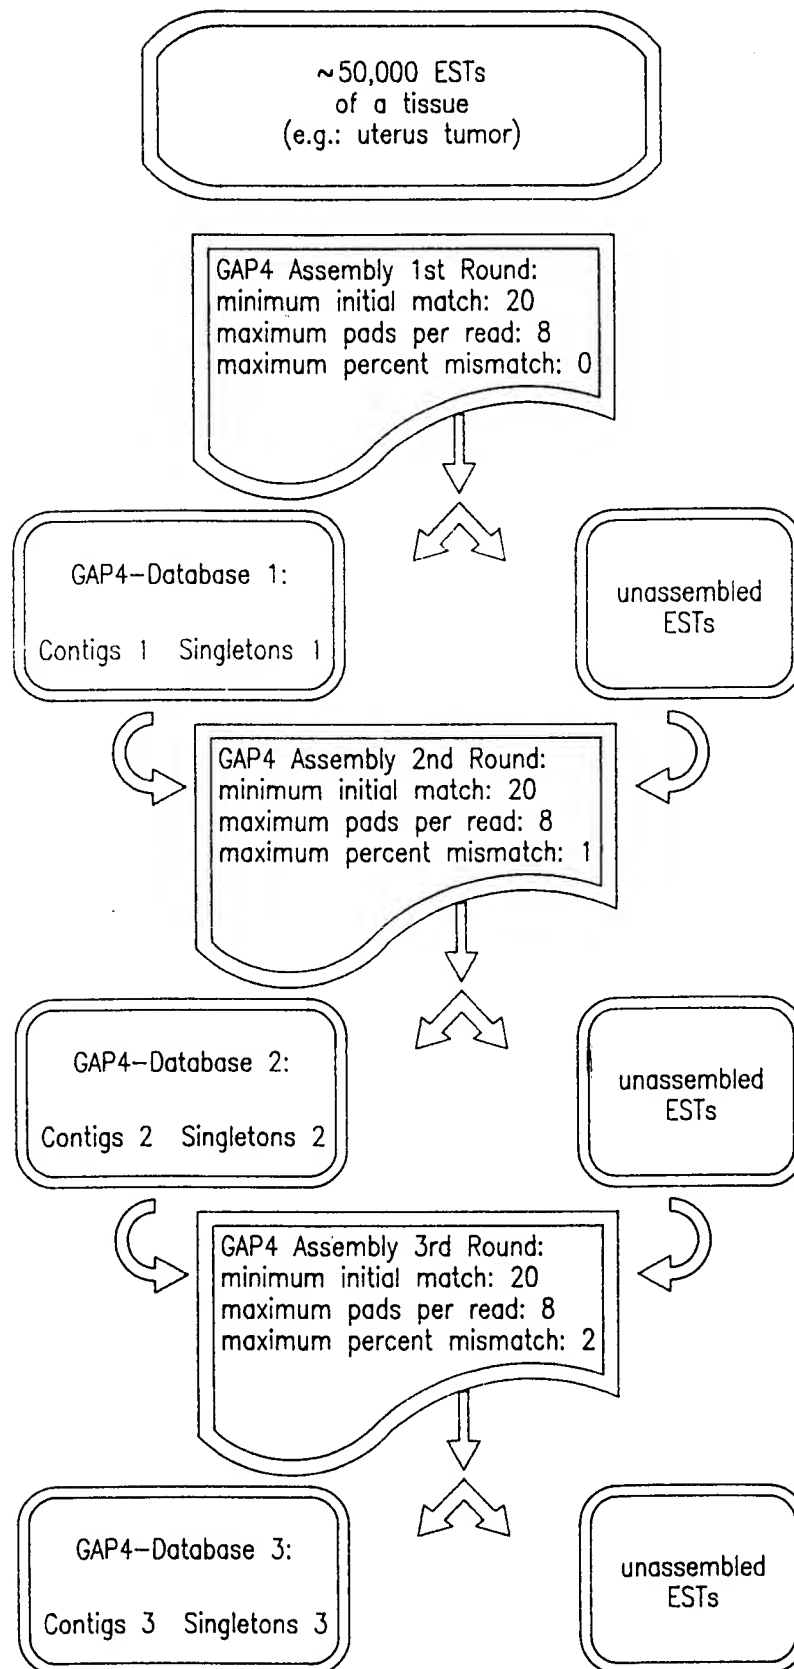 ~50,000 ESTs
of a tissue
(e.g.: uterus tumor)
GAP4 Assembly 1st Round:
minimum initial match: 20
maximum pads per read: 8
maximum percent mismatch: 0
GAP4-Database 1:
Contigs 1 Singletons 1
unassembled
ESTs
GAP4 Assembly 2nd Round:
minimum initial match: 20
maximum pads per read: 8
maximum percent mismatch: 1
GAP4-Database 2:
Contigs 2 Singletons 2
unassembled
ESTs
GAP4 Assembly 3rd Round:
minimum initial match: 20
maximum pads per read: 8
maximum percent mismatch: 2
GAP4-Database 3:
Contigs 3 Singletons 3
unassembled
ESTs